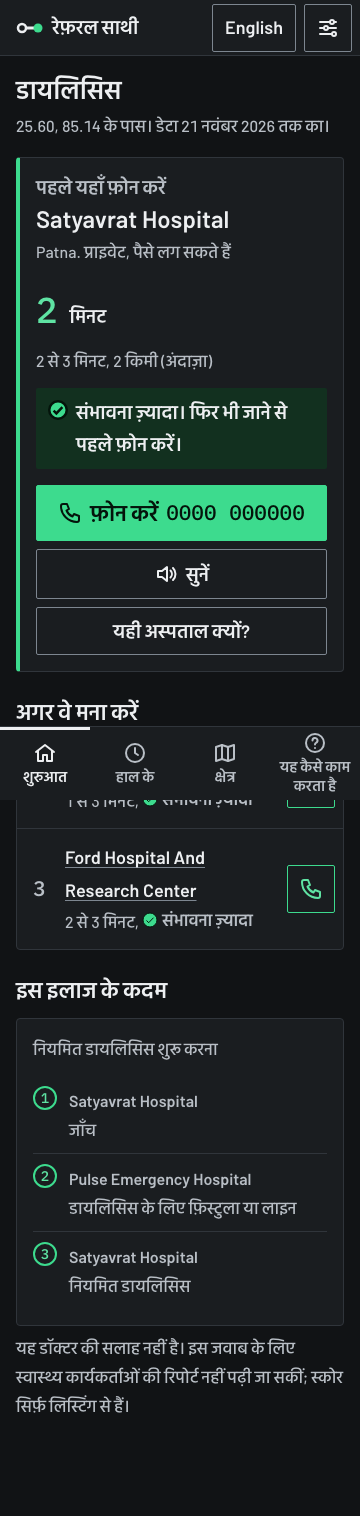 रेफ़रल साथी
English
डायलिसिस
25.60, 85.14 के पास। डेटा 21 नवंबर 2026 तक का।
पहले यहाँ फ़ोन करें
Satyavrat Hospital
Patna. प्राइवेट, पैसे लग सकते हैं
2 मिनट
2 से 3 मिनट, 2 किमी (अंदाज़ा)
संभावना ज़्यादा। फिर भी जाने से
पहले फ़ोन करें।
फ़ोन करें 0000 000000
सुनें
यही अस्पताल क्यों?
अगर वे मना करें
शुरुआत
हाल के
क्षेत्र
यह कैसे काम
करता है
1 से 3 मिनट, संभावना ज़्यादा
3
Ford Hospital And
Research Center
2 से 3 मिनट, संभावना ज़्यादा
इस इलाज के कदम
नियमित डायलिसिस शुरू करना
1 Satyavrat Hospital
जाँच
2 Pulse Emergency Hospital
डायलिसिस के लिए फ़िस्टुला या लाइन
3 Satyavrat Hospital
नियमित डायलिसिस
यह डॉक्टर की सलाह नहीं है। इस जवाब के लिए
स्वास्थ्य कार्यकर्ताओं की रिपोर्ट नहीं पढ़ी जा सकीं; स्कोर
सिर्फ़ लिस्टिंग से हैं।